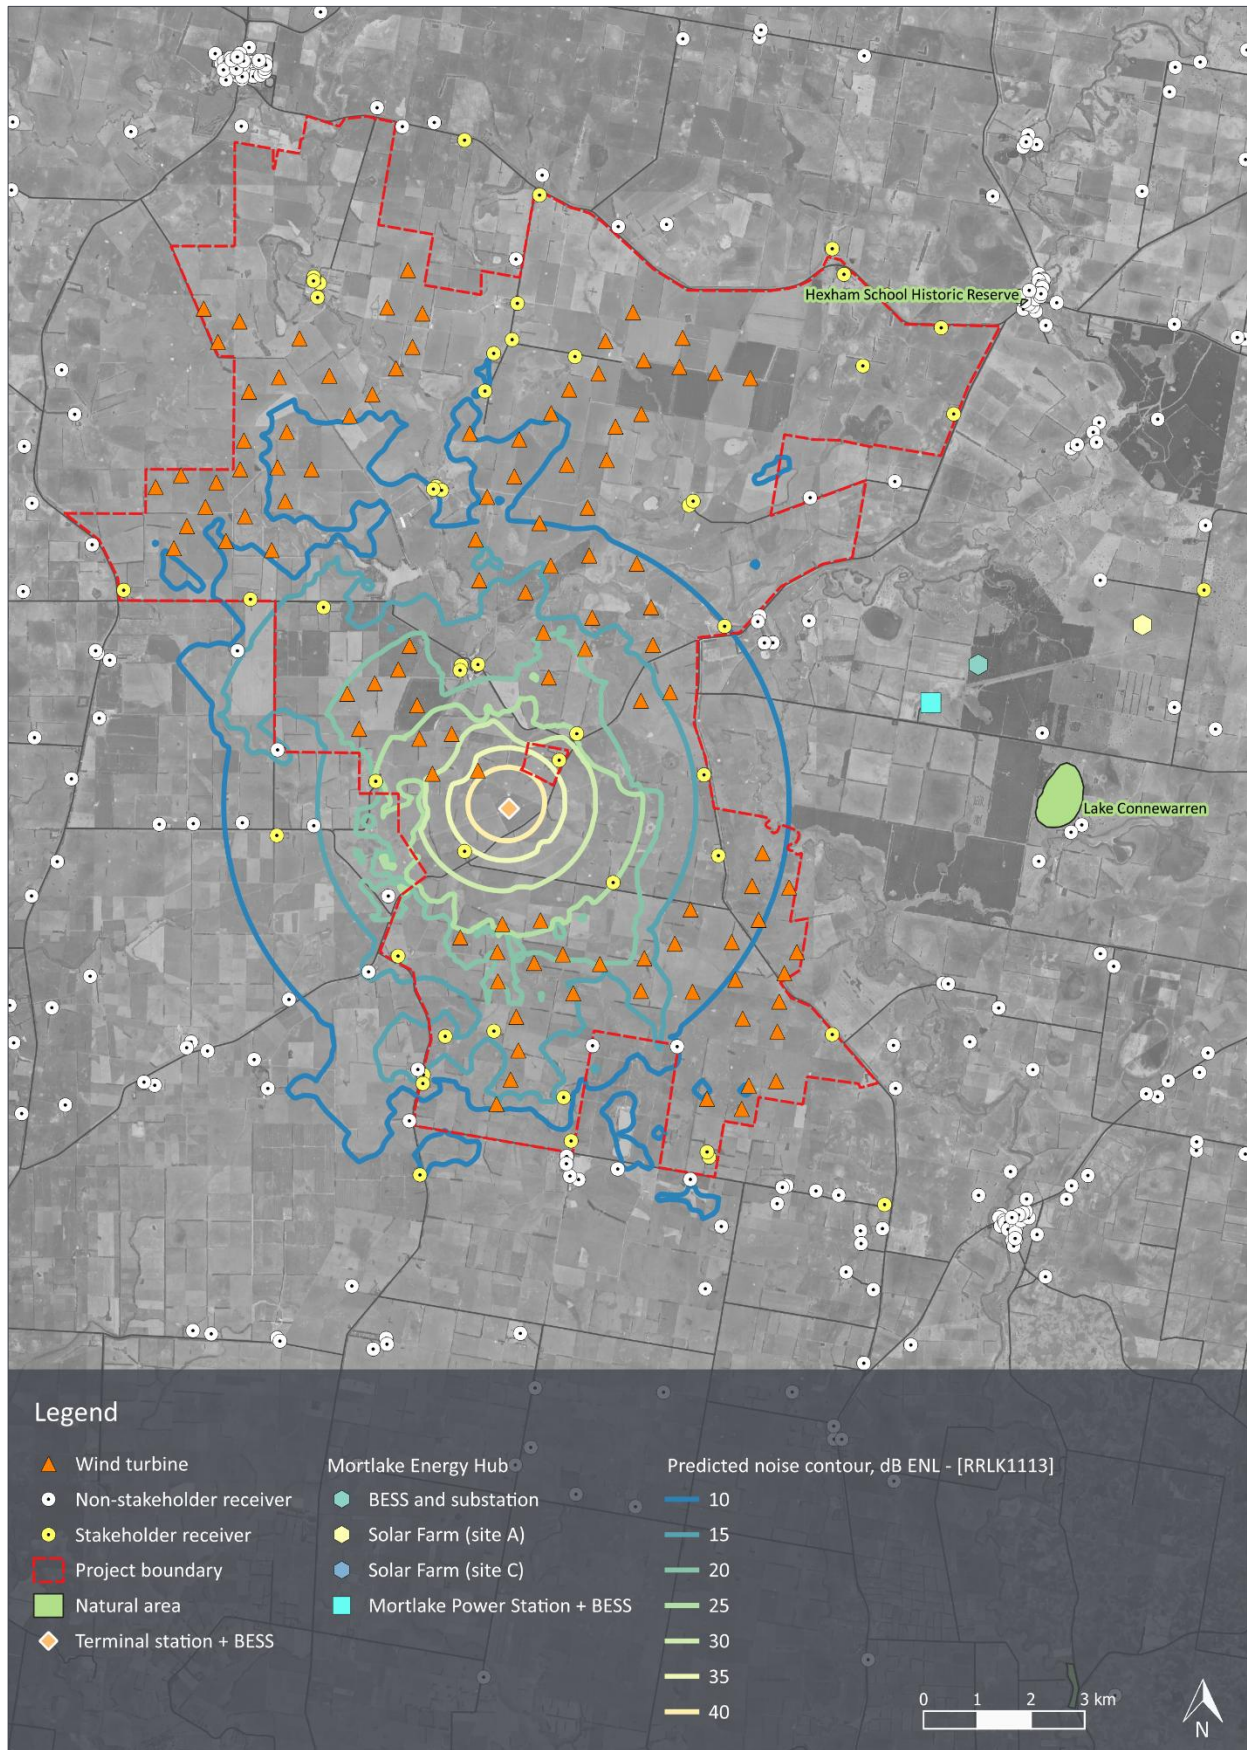 Hexham School Historic Reserve
Lake Connewarren
Legend
Wind turbine
Non-stakeholder receiver
Stakeholder receiver
Project boundary
Natural area
Terminal station + BESS
Mortlake Energy Hub
BESS and substation
Solar Farm (site A)
Solar Farm (site C)
Mortlake Power Station + BESS
Predicted noise contour, dB ENL - [RRLK1113]
10
15
20
25
30
35
40
0 1 2 3 km
N